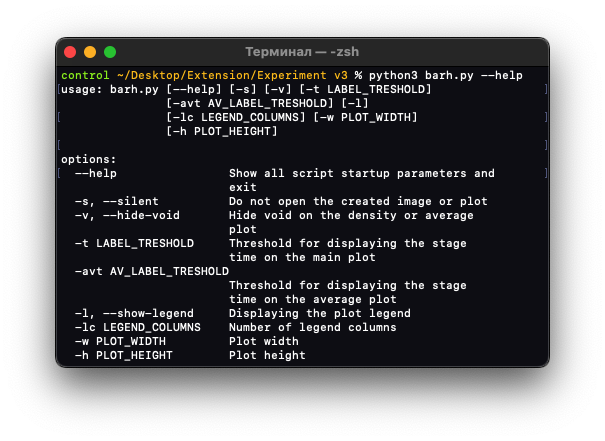 Терминал — -zsh
control ~/Desktop/Extension/Experiment v3 % python3 barh.py --help
[usage: barh.py [--help] [-s] [-v] [-t LABEL_TRESHOLD] ]
[-avt AV_LABEL_TRESHOLD] [-l]
[ [-lc LEGEND_COLUMNS] [-w PLOT_WIDTH] ]
[-h PLOT_HEIGHT]
[ ]
options:
[ --help Show all script startup parameters and ]
exit
-s, --silent Do not open the created image or plot
-v, --hide-void Hide void on the density or average
plot
-t LABEL_TRESHOLD Threshold for displaying the stage
time on the main plot
-avt AV_LABEL_TRESHOLD
Threshold for displaying the stage
time on the average plot
-l, --show-legend Displaying the plot legend
-lc LEGEND_COLUMNS Number of legend columns
-w PLOT_WIDTH Plot width
-h PLOT_HEIGHT Plot height